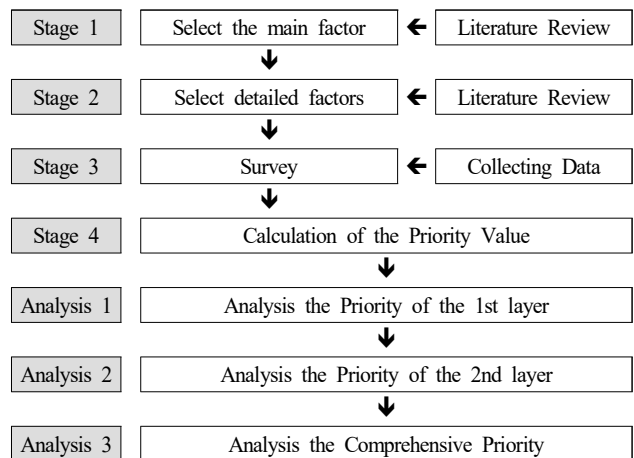 Stage 1 Select the main factor 🡸 Literature Review
🡻
Stage 2 Select detailed factors 🡸 Literature Review
🡻
Stage 3 Survey 🡸 Collecting Data
🡻
Stage 4 Calculation of the Priority Value
🡻
Analysis 1 Analysis the Priority of the 1st layer
🡻
Analysis 2 Analysis the Priority of the 2nd layer
🡻
Analysis 3 Analysis the Comprehensive Priority